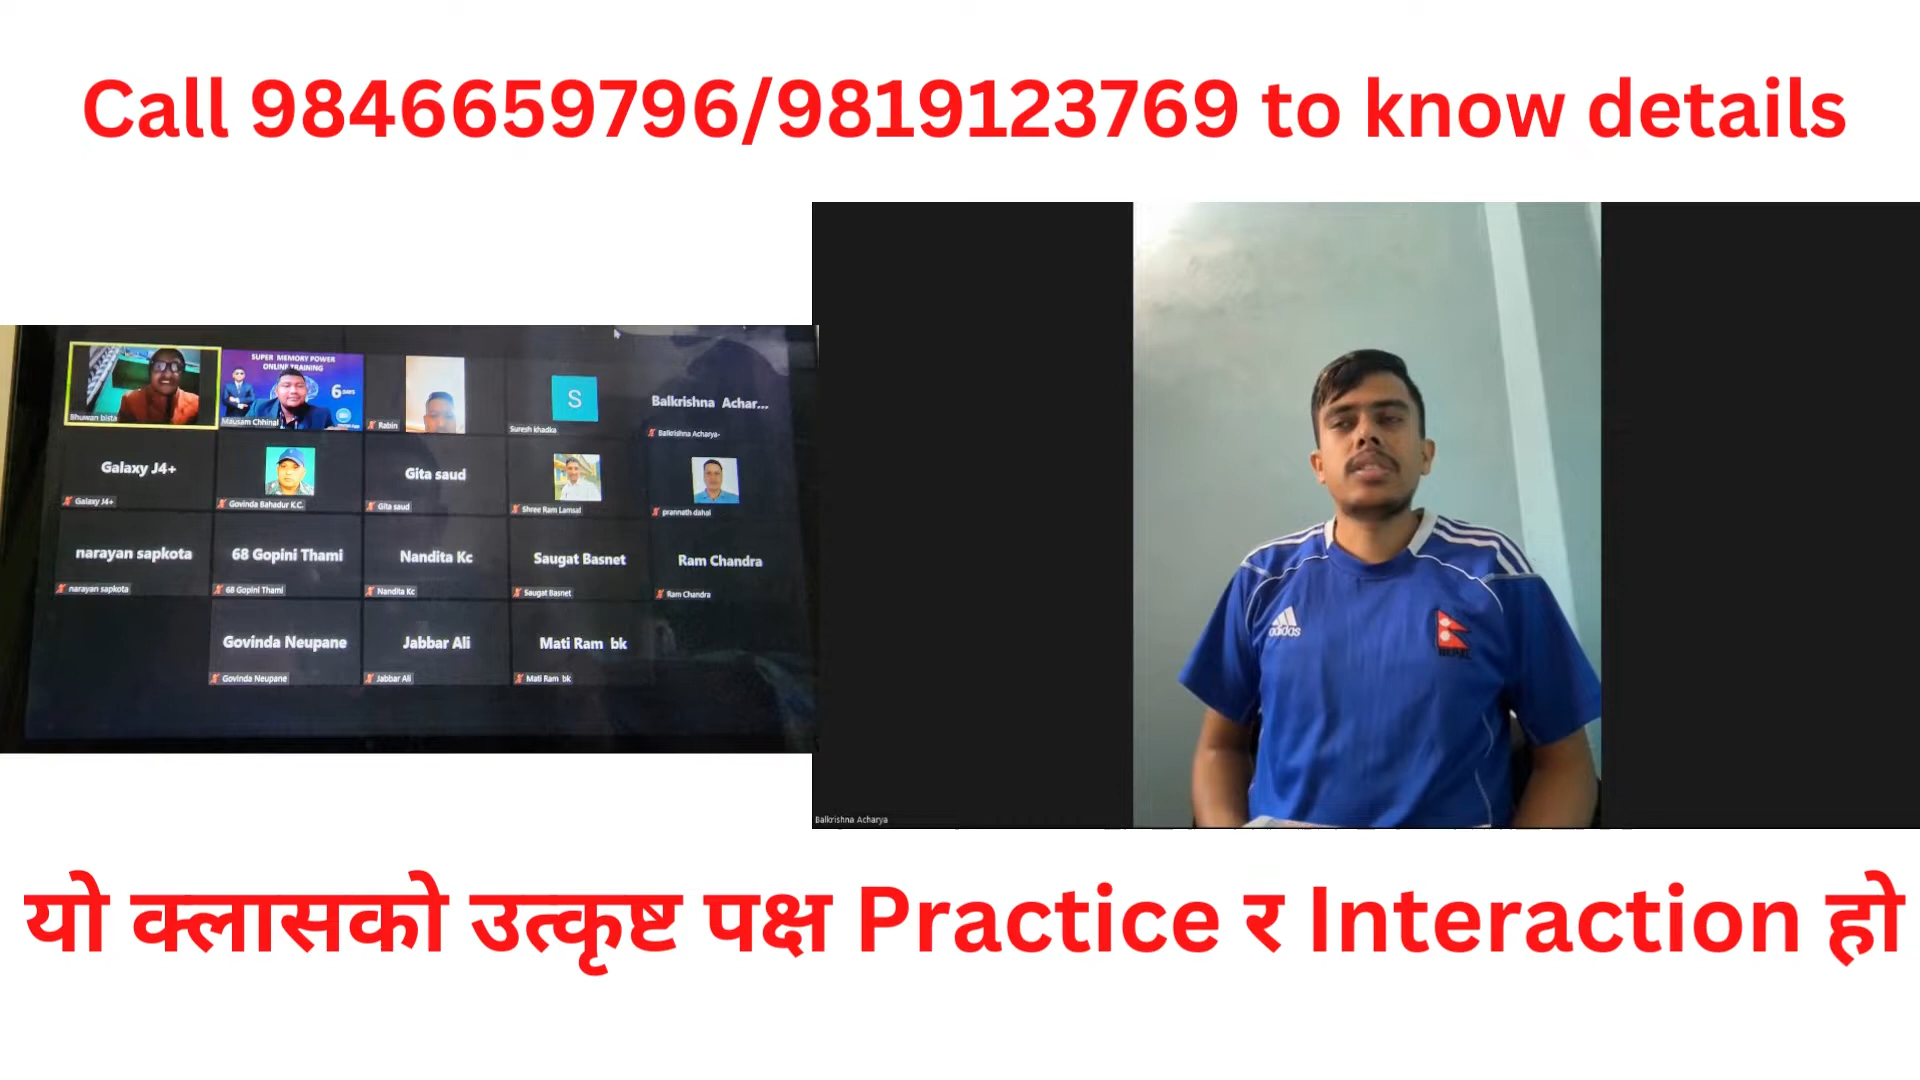 Call 9846659796/9819123769 to know details
SUPER MEMORY POWER
ONLINE TRAINING
6 DAYS
Bhuwan bista
Mausam Chhinal
Rabin
S
Suresh khadka
Balkrishna Achar...
Balkrishna Acharya-
Galaxy J4+
Galaxy J4+
Govinda Bahadur K.C.
Gita saud
Gita saud
Shree Ram Lamsal
prannath dahal
narayan sapkota
narayan sapkota
68 Gopini Thami
68 Gopini Thami
Nandita Kc
Nandita Kc
Saugat Basnet
Saugat Basnet
Ram Chandra
Ram Chandra
Govinda Neupane
Govinda Neupane
Jabbar Ali
Jabbar Ali
Mati Ram bk
Mati Ram bk
adidas
NEPAL
Balkrishna Acharya
यो क्लासको उत्कृष्ट पक्ष Practice र Interaction हो